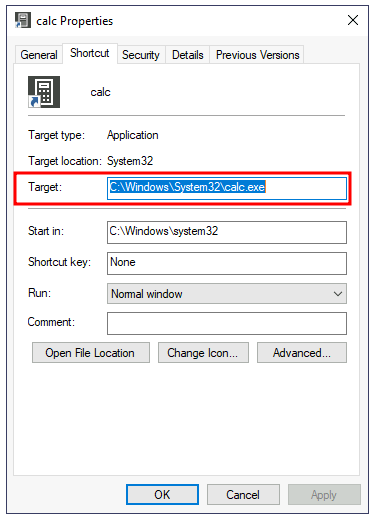 calc Properties
General Shortcut Security Details Previous Versions
calc
Target type: Application
Target location: System32
Target: C:\Windows\System32\calc.exe
Start in: C:\Windows\system32
Shortcut key: None
Run: Normal window
Comment:
Open File Location Change Icon... Advanced...
OK Cancel Apply